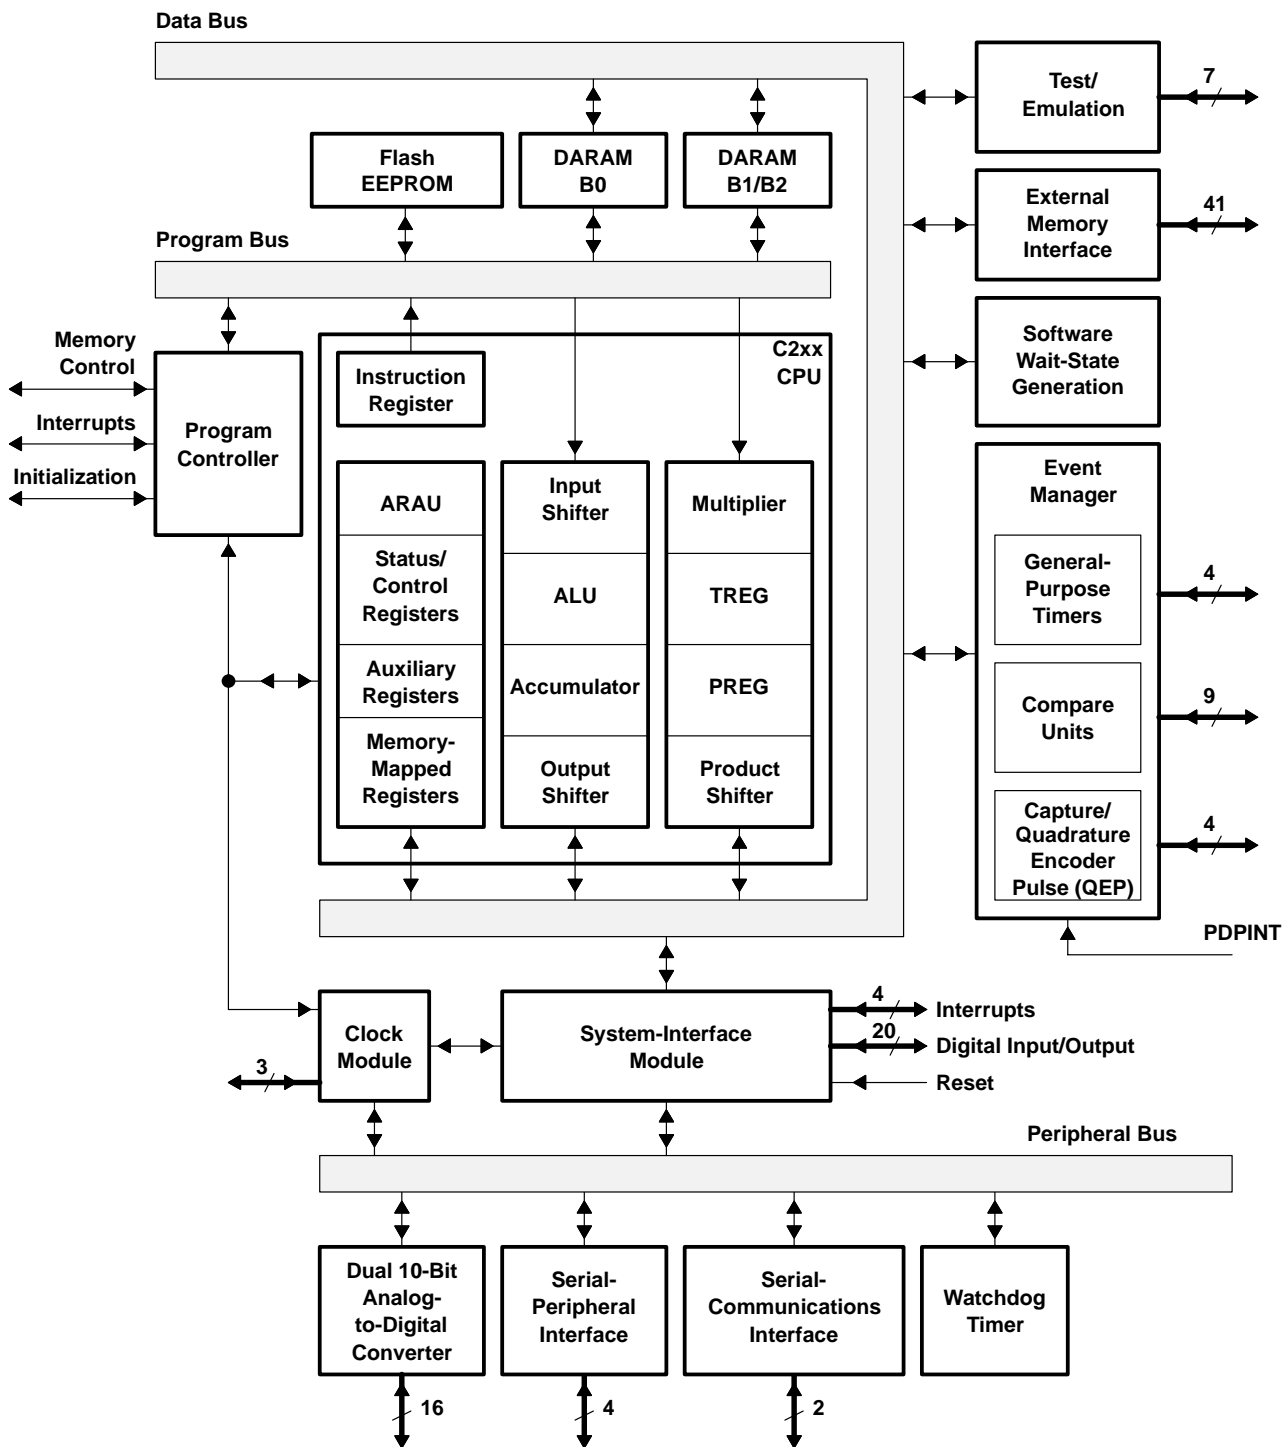 Data Bus
Test/
Emulation
7
Flash
EEPROM
DARAM
B0
DARAM
B1/B2
External
Memory
Interface
41
Program Bus
Software
Wait-State
Generation
C2xx
CPU
Memory
Control
Interrupts
Initialization
Program
Controller
Instruction
Register
ARAU
Status/
Control
Registers
Auxiliary
Registers
Memory-
Mapped
Registers
Input
Shifter
ALU
Accumulator
Output
Shifter
Multiplier
TREG
PREG
Product
Shifter
Event
Manager
General-
Purpose
Timers
4
Compare
Units
9
Capture/
Quadrature
Encoder
Pulse (QEP)
4
PDPINT
Clock
Module
3
System-Interface
Module
4
Interrupts
20
Digital Input/Output
Reset
Peripheral Bus
Dual 10-Bit
Analog-
to-Digital
Converter
16
Serial-
Peripheral
Interface
4
Serial-
Communications
Interface
2
Watchdog
Timer